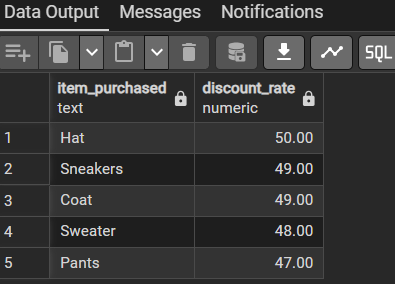 Data Output Messages Notifications
SQL
item_purchased discount_rate
text numeric
1 Hat 50.00
2 Sneakers 49.00
3 Coat 49.00
4 Sweater 48.00
5 Pants 47.00